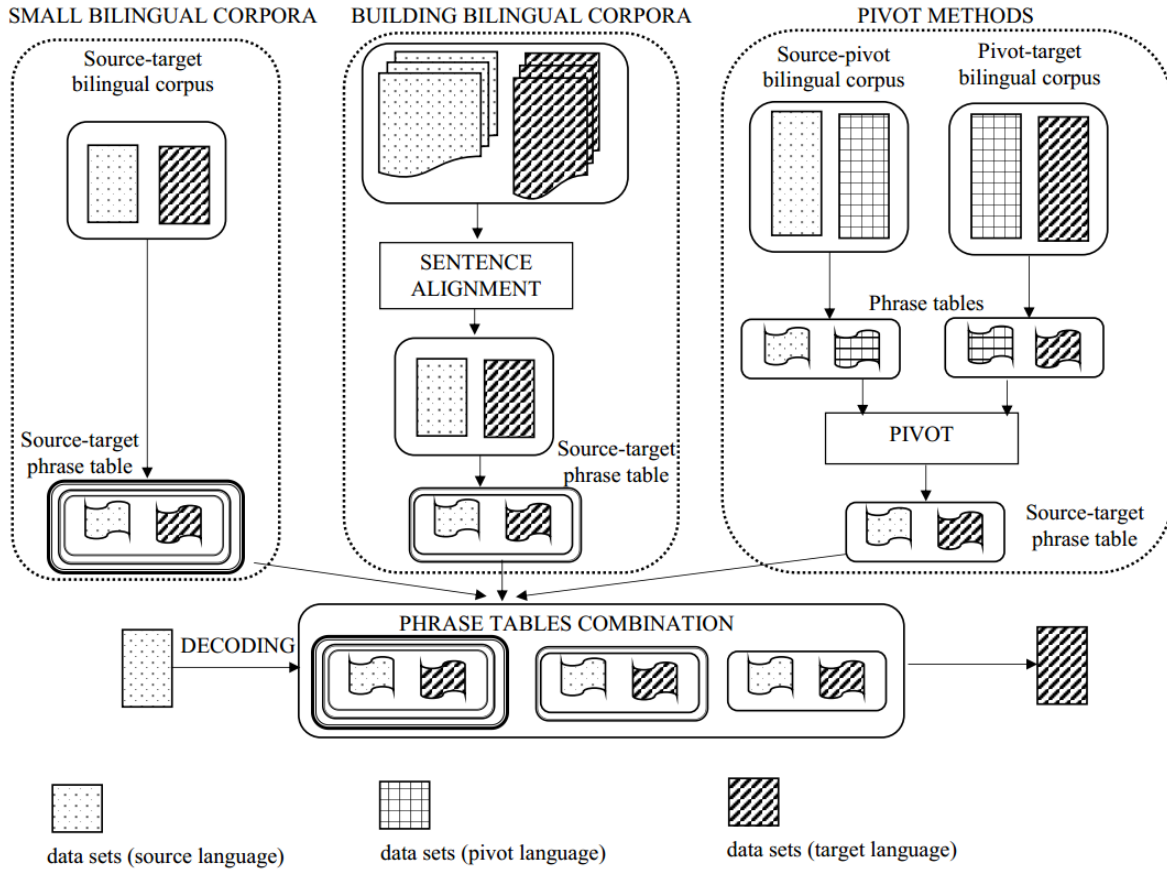 SMALL BILINGUAL CORPORA
Source-target
bilingual corpus
Source-target
phrase table
BUILDING BILINGUAL CORPORA
SENTENCE
ALIGNMENT
Source-target
phrase table
PIVOT METHODS
Source-pivot
bilingual corpus
Pivot-target
bilingual corpus
Phrase tables
PIVOT
Source-target
phrase table
PHRASE TABLES COMBINATION
DECODING
data sets (source language)
data sets (pivot language)
data sets (target language)